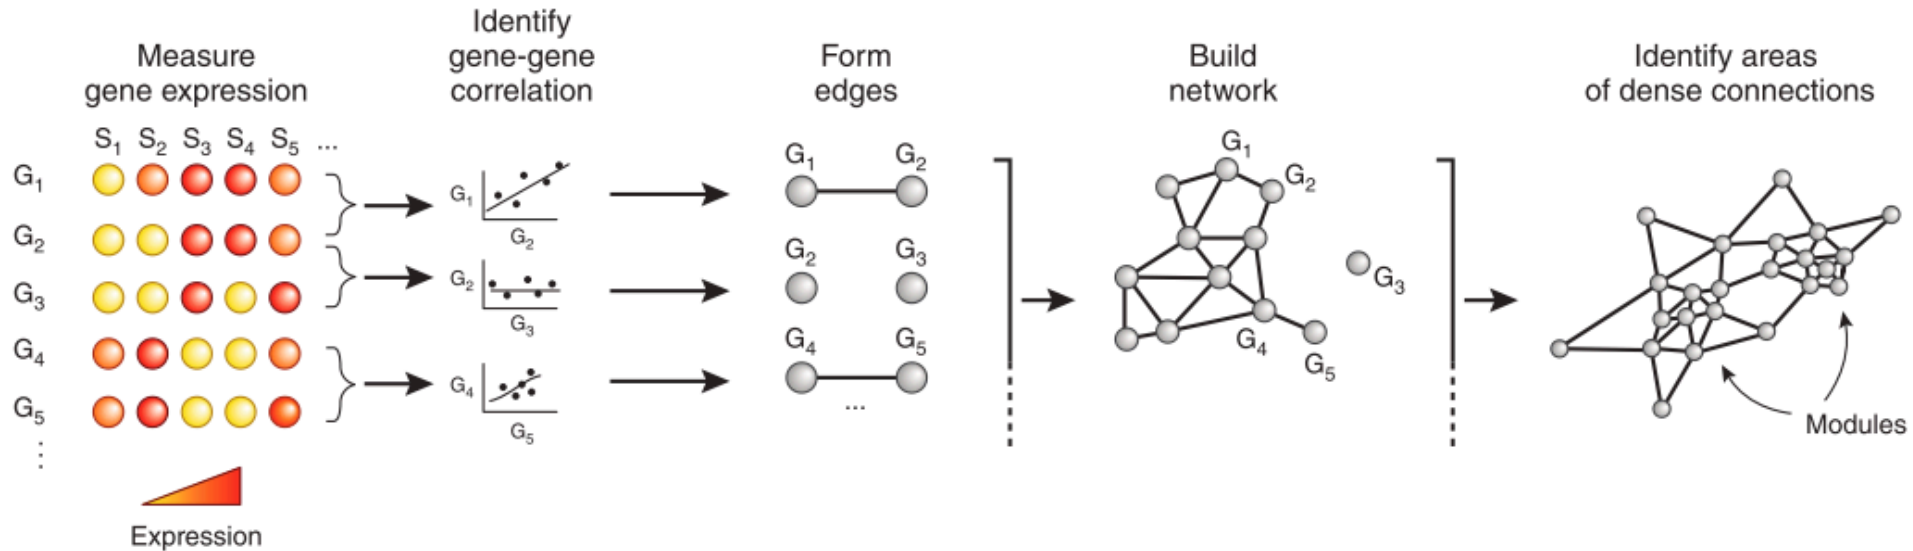 Measure
gene expression
Identify
gene-gene
correlation
Form
edges
Build
network
Identify areas
of dense connections
S₁ S₂ S₃ S₄ S₅ ...
G₁
G₂
G₃
G₄
G₅
⋮
Expression
G₁
G₂
G₂
G₃
G₄
G₅
G₁ G₂
G₂ G₃
G₄ G₅
...
G₁
G₂
G₃
G₄
G₅
Modules